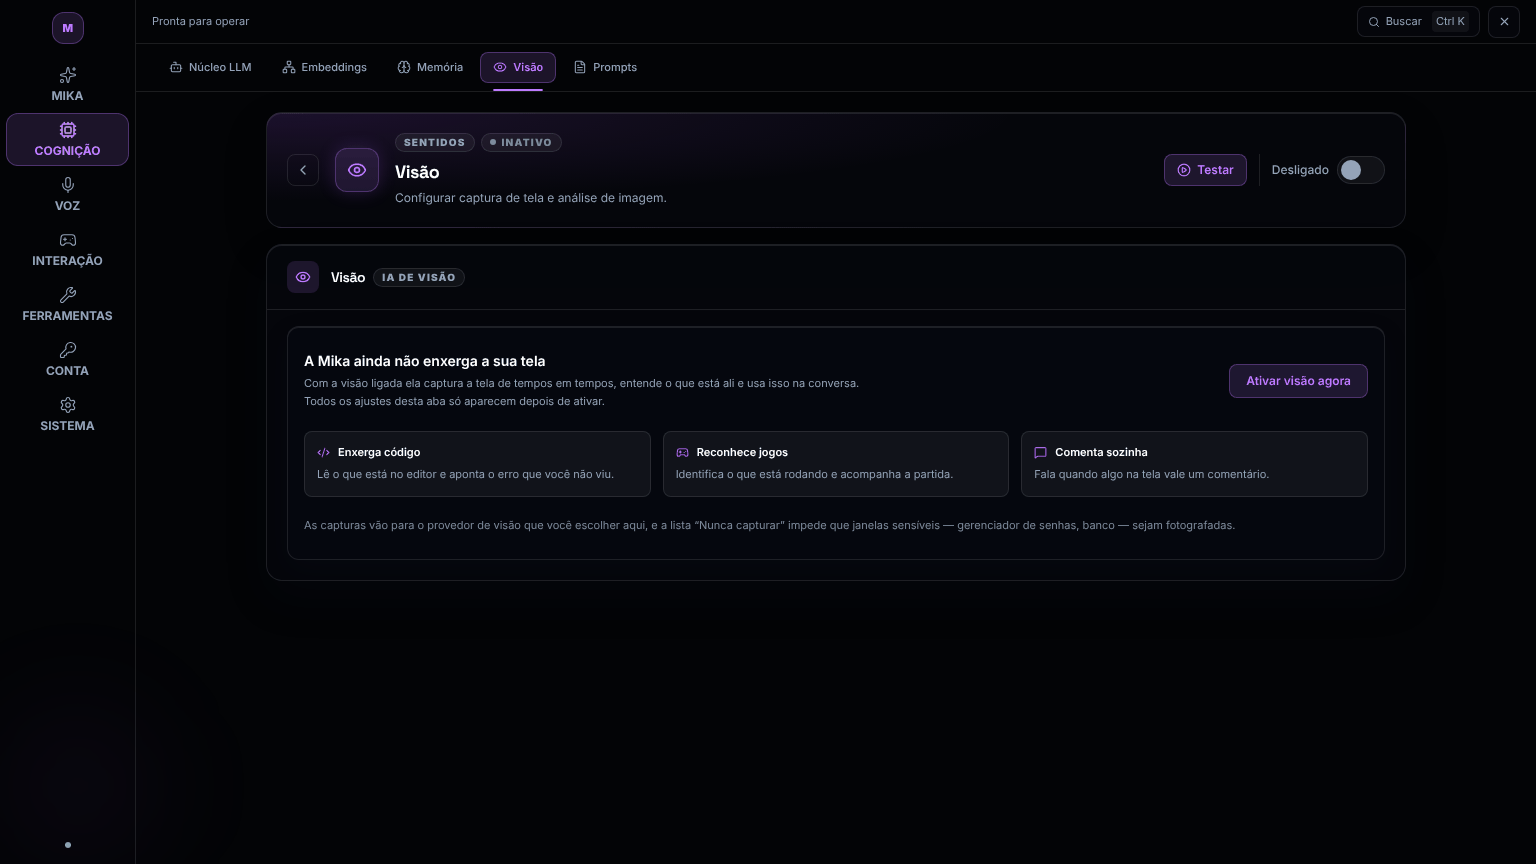 M
MIKA
COGNIÇÃO
VOZ
INTERAÇÃO
FERRAMENTAS
CONTA
SISTEMA
Pronta para operar
Buscar Ctrl K
Núcleo LLM
Embeddings
Memória
Visão
Prompts
SENTIDOS
INATIVO
Visão
Configurar captura de tela e análise de imagem.
Testar
Desligado
Visão
IA DE VISÃO
A Mika ainda não enxerga a sua tela
Com a visão ligada ela captura a tela de tempos em tempos, entende o que está ali e usa isso na conversa.
Todos os ajustes desta aba só aparecem depois de ativar.
Ativar visão agora
Enxerga código
Lê o que está no editor e aponta o erro que você não viu.
Reconhece jogos
Identifica o que está rodando e acompanha a partida.
Comenta sozinha
Fala quando algo na tela vale um comentário.
As capturas vão para o provedor de visão que você escolher aqui, e a lista “Nunca capturar” impede que janelas sensíveis — gerenciador de senhas, banco — sejam fotografadas.